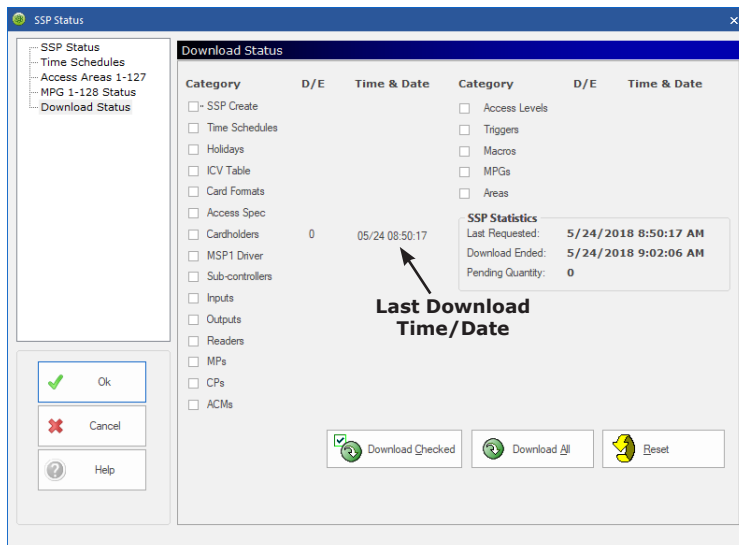 SSP Status
SSP Status
Time Schedules
Access Areas 1-127
MPG 1-128 Status
Download Status
Download Status
Category D/E Time & Date Category D/E Time & Date
- SSP Create
Time Schedules
Holidays
ICV Table
Card Formats
Access Spec
Cardholders 0 05/24 08:50:17
MSP1 Driver
Sub-controllers
Inputs
Outputs
Readers
MPs
CPs
ACMs
Access Levels
Triggers
Macros
MPGs
Areas
SSP Statistics
Last Requested: 5/24/2018 8:50:17 AM
Download Ended: 5/24/2018 9:02:06 AM
Pending Quantity: 0
Last Download
Time/Date
Ok
Cancel
Help
Download Checked
Download All
Reset